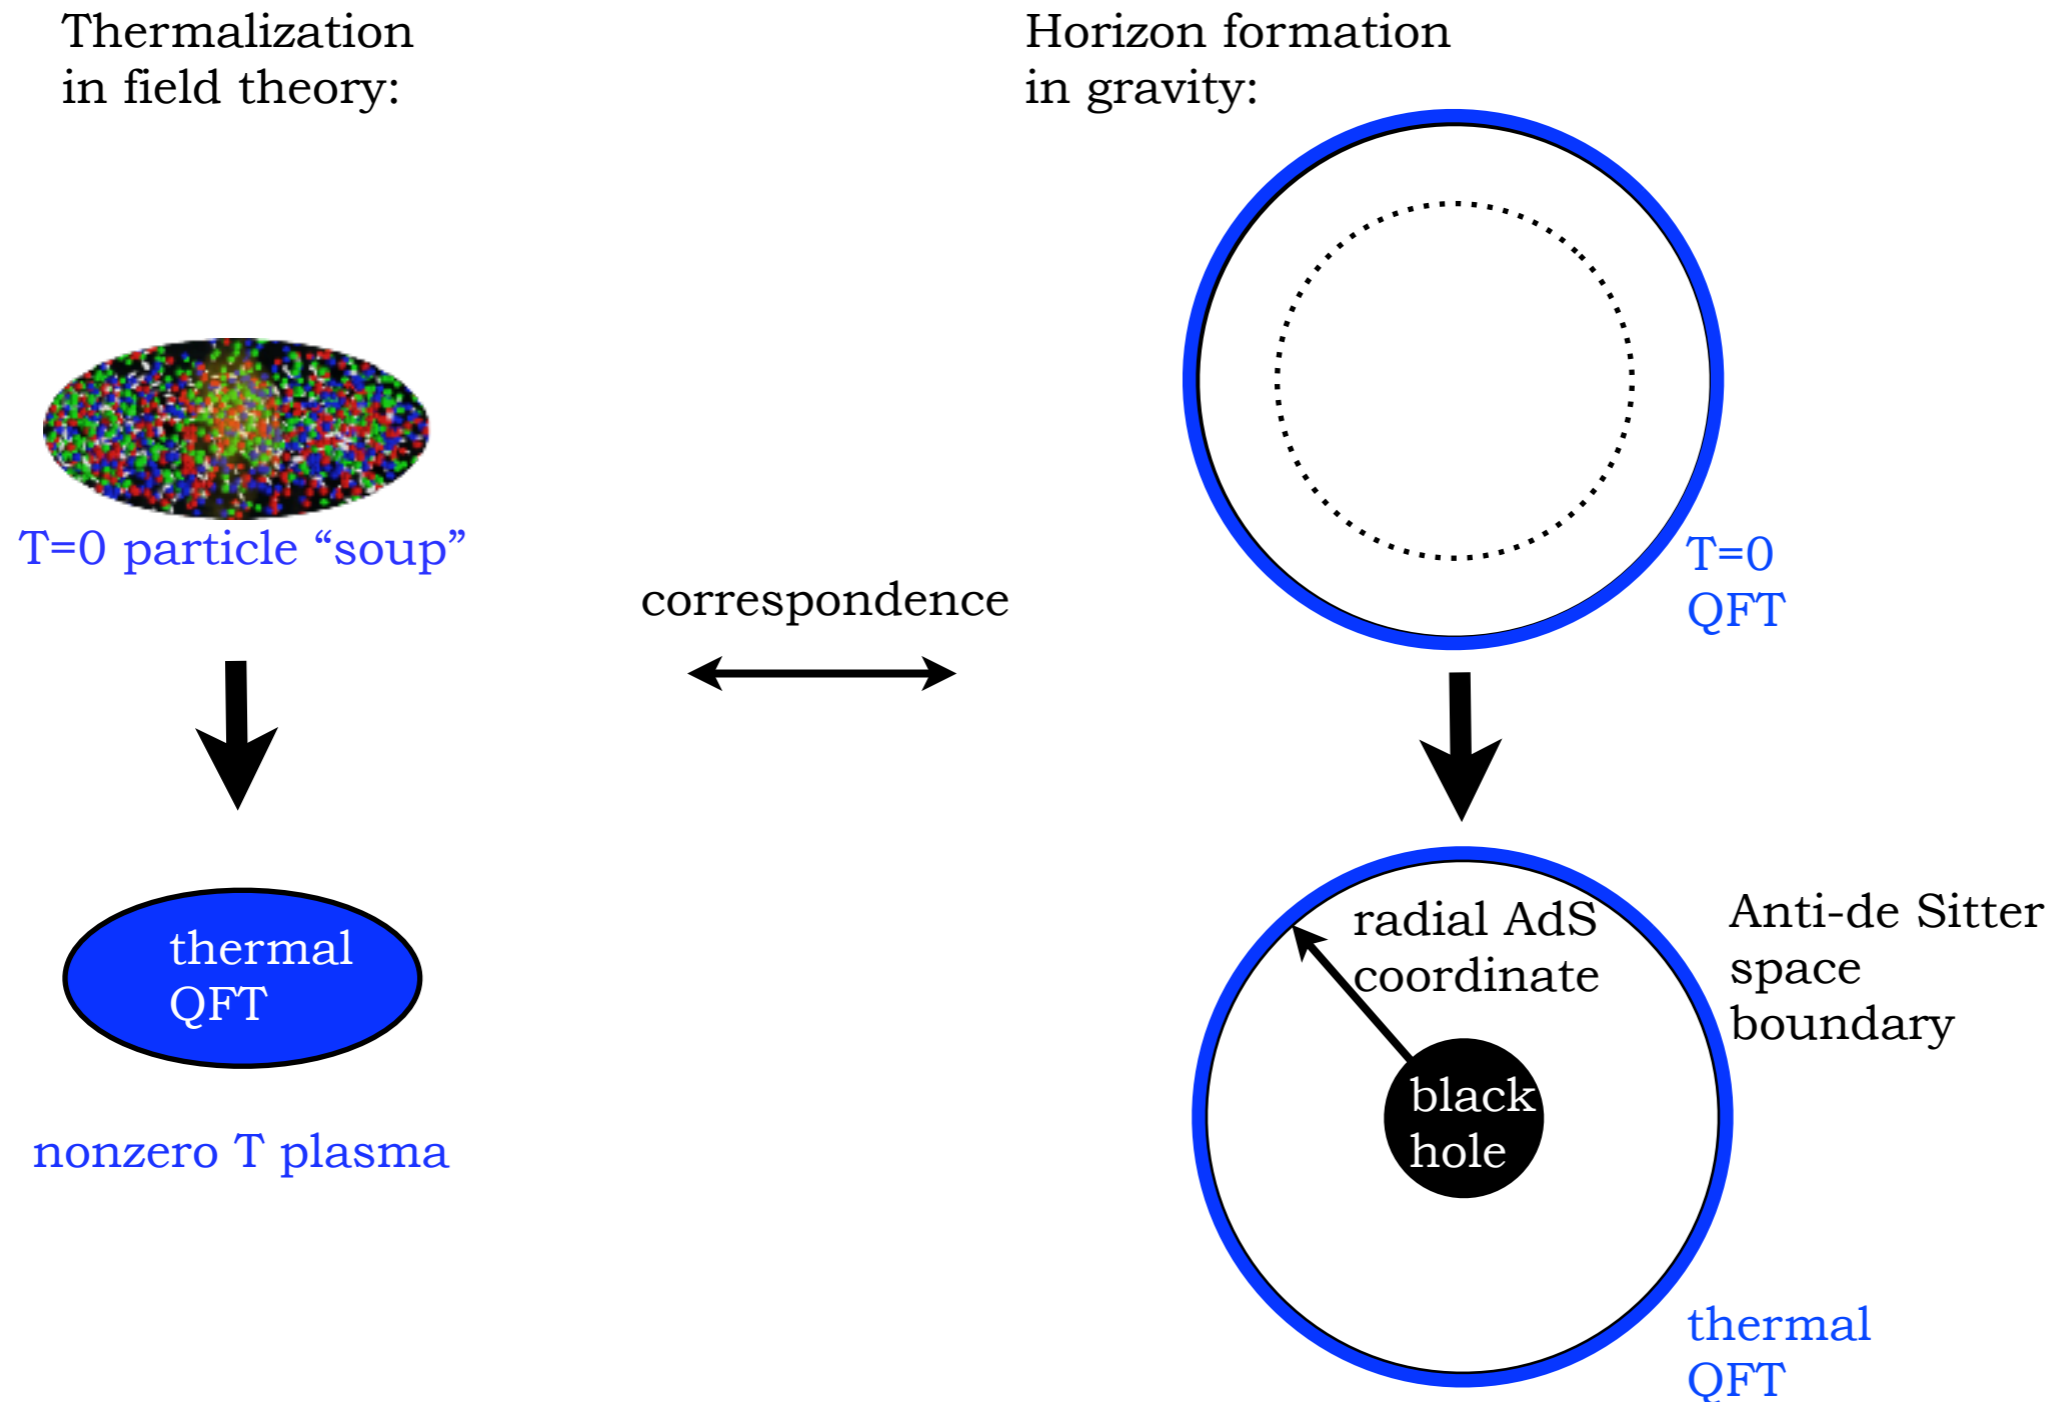 Thermalization
in field theory:
Horizon formation
in gravity:
T=0 particle “soup”
T=0
QFT
correspondence
thermal
QFT
nonzero T plasma
radial AdS
coordinate
Anti-de Sitter
space
boundary
black
hole
thermal
QFT